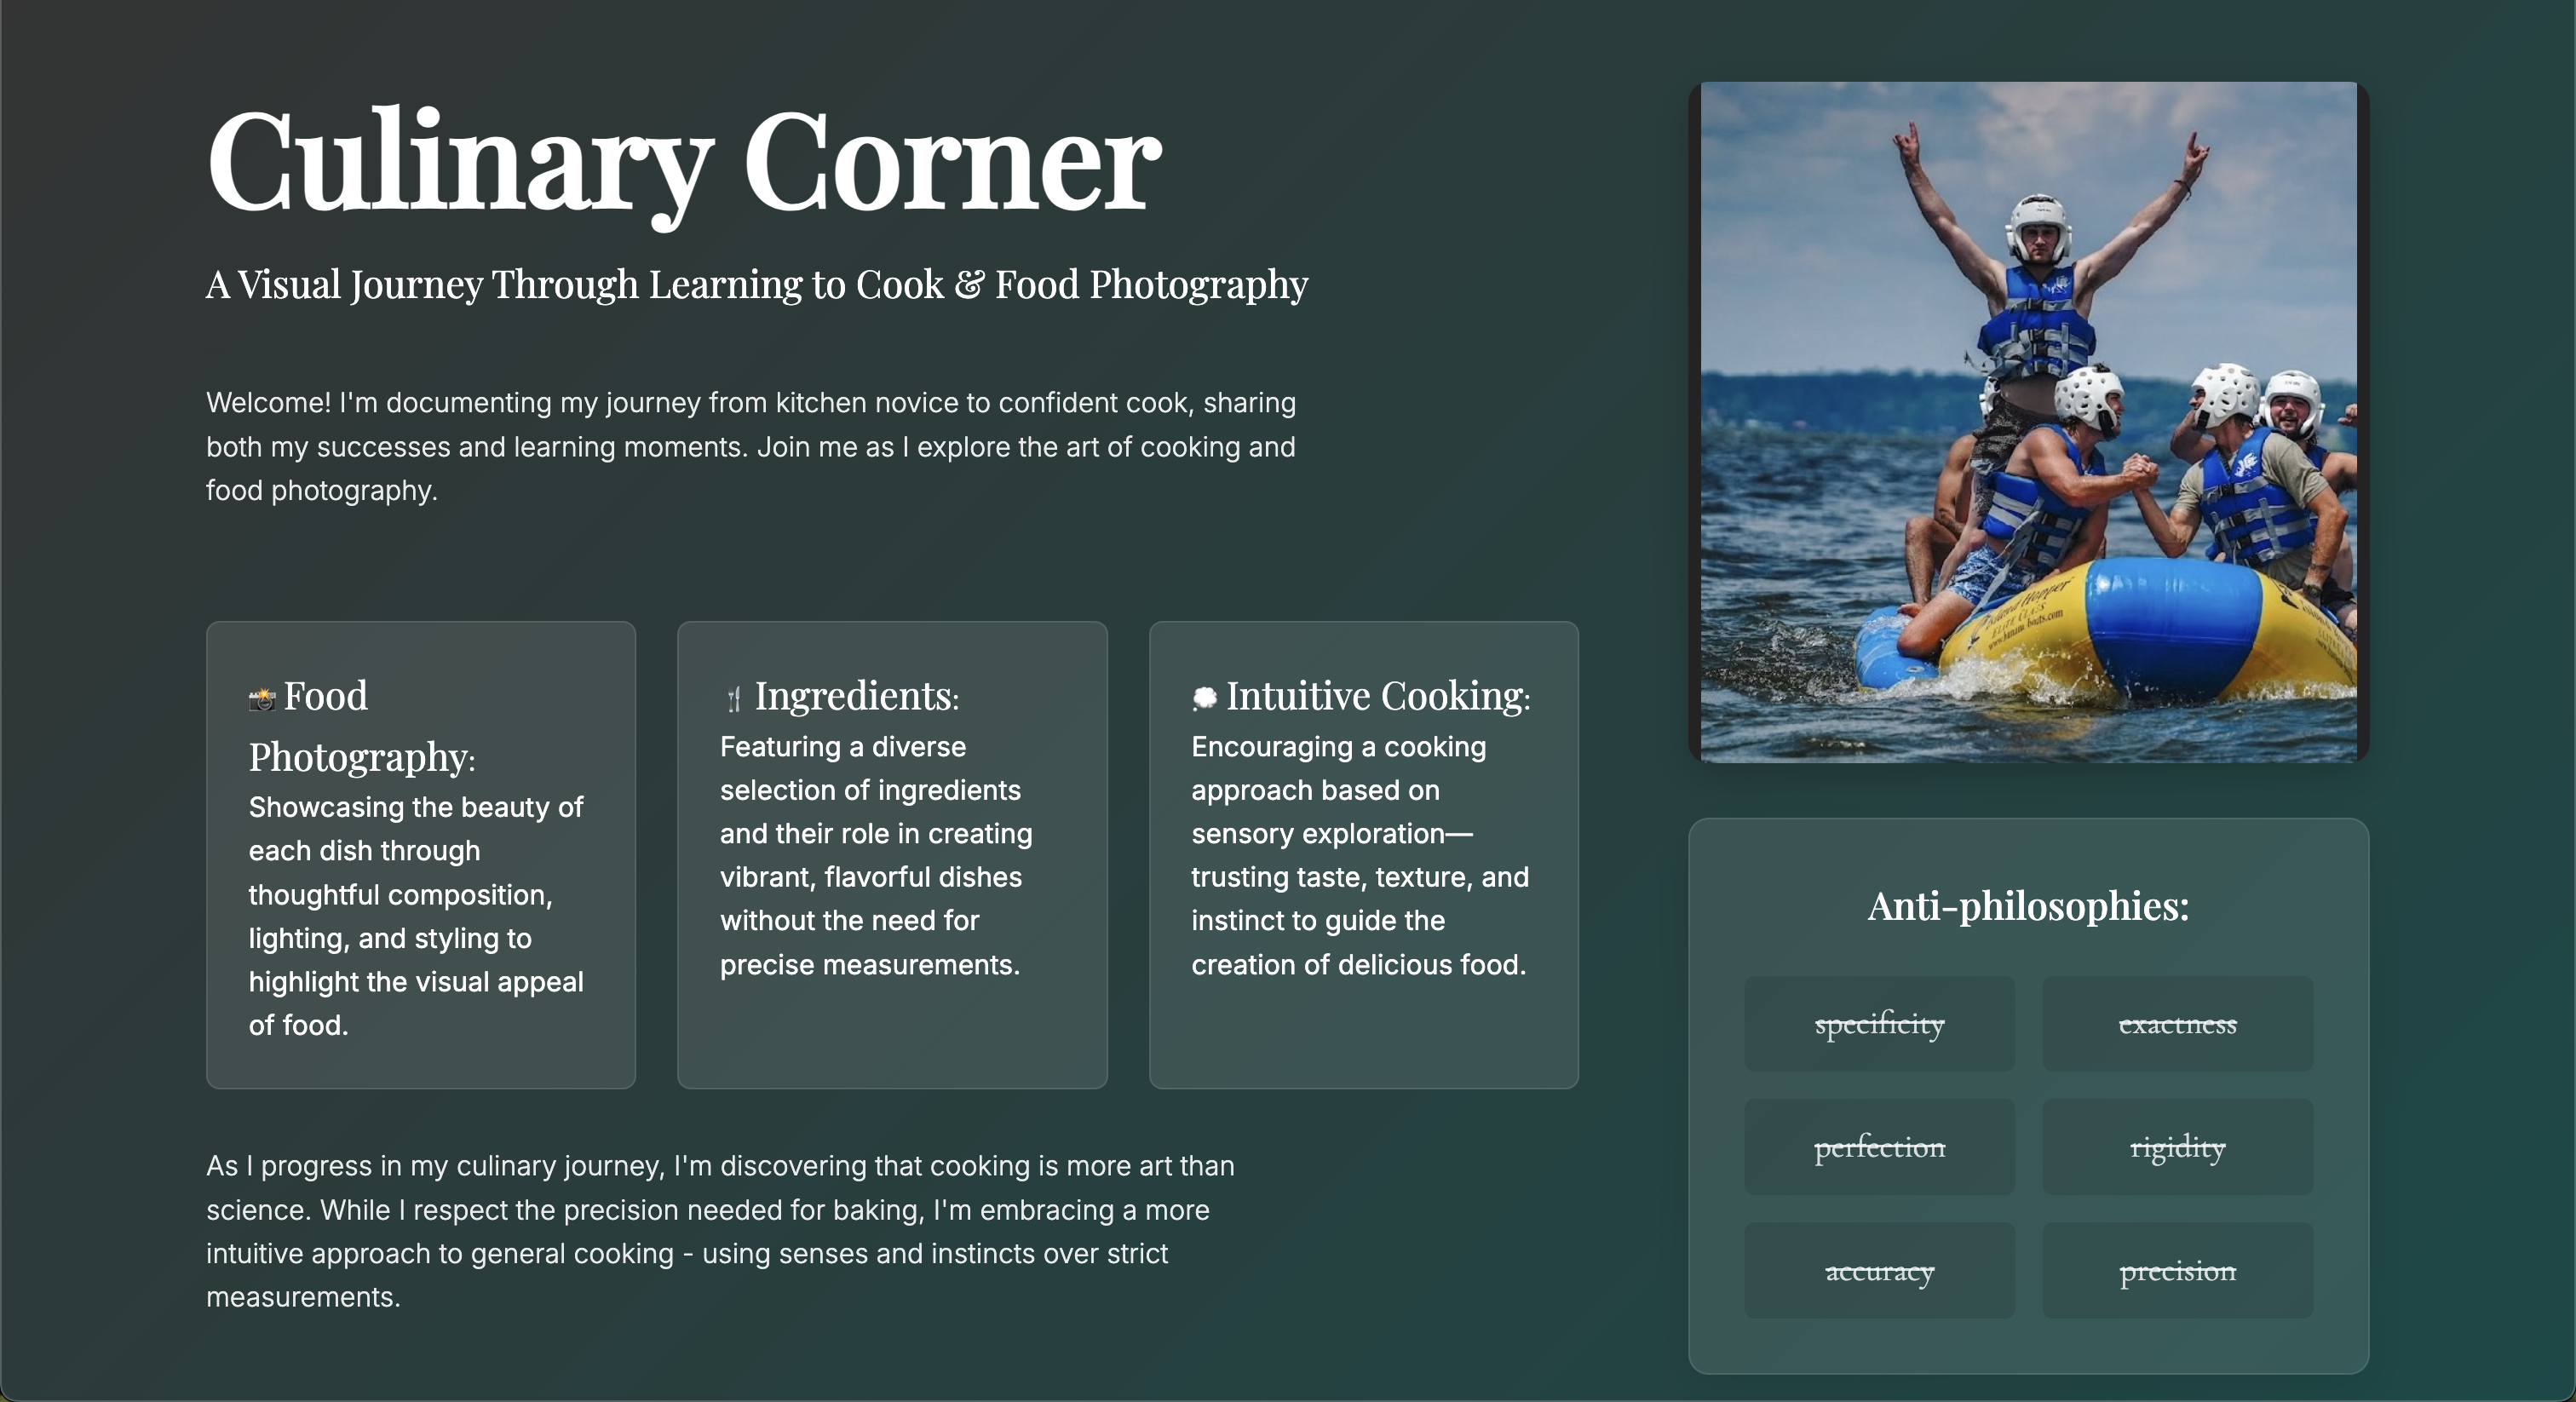 Culinary Corner
A Visual Journey Through Learning to Cook & Food Photography
Welcome! I'm documenting my journey from kitchen novice to confident cook, sharing
both my successes and learning moments. Join me as I explore the art of cooking and
food photography.
📸 Food
Photography:
Showcasing the beauty of
each dish through
thoughtful composition,
lighting, and styling to
highlight the visual appeal
of food.
🍴 Ingredients:
Featuring a diverse
selection of ingredients
and their role in creating
vibrant, flavorful dishes
without the need for
precise measurements.
💭 Intuitive Cooking:
Encouraging a cooking
approach based on
sensory exploration—
trusting taste, texture, and
instinct to guide the
creation of delicious food.
As I progress in my culinary journey, I'm discovering that cooking is more art than
science. While I respect the precision needed for baking, I'm embracing a more
intuitive approach to general cooking - using senses and instincts over strict
measurements.
Anti-philosophies:
specificity
exactness
perfection
rigidity
accuracy
precision